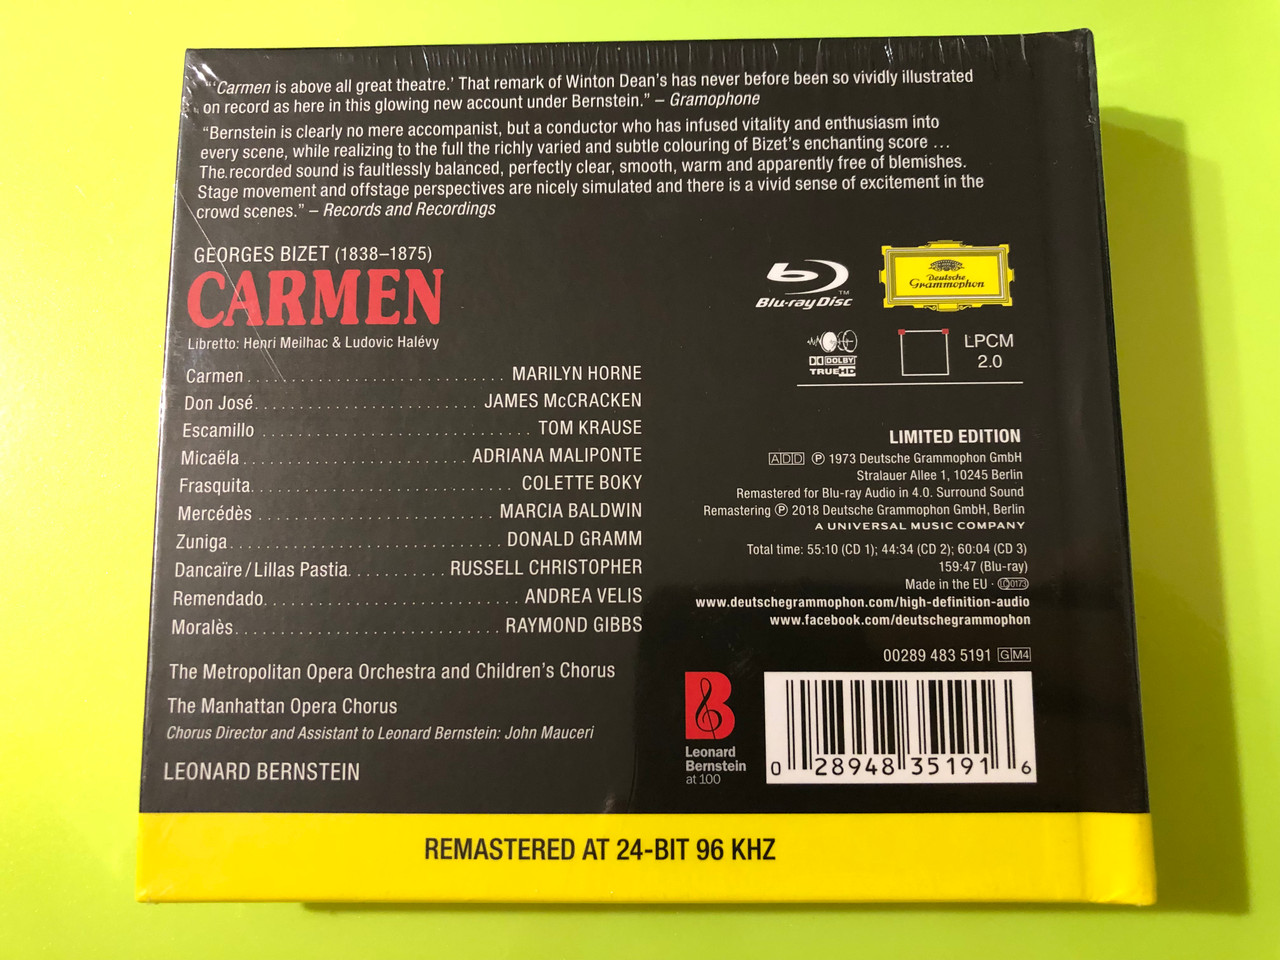 “‘Carmen is above all great theatre.’ That remark of Winton Dean’s has never before been so vividly illustrated
on record as here in this glowing new account under Bernstein.” – Gramophone
“Bernstein is clearly no mere accompanist, but a conductor who has infused vitality and enthusiasm into
every scene, while realizing to the full the richly varied and subtle colouring of Bizet’s enchanting score …
The recorded sound is faultlessly balanced, perfectly clear, smooth, warm and apparently free of blemishes.
Stage movement and offstage perspectives are nicely simulated and there is a vivid sense of excitement in the
crowd scenes.” – Records and Recordings
GEORGES BIZET (1838–1875)
CARMEN
Libretto: Henri Meilhac & Ludovic Halévy
Carmen MARILYN HORNE
Don José JAMES McCRACKEN
Escamillo TOM KRAUSE
Micaëla ADRIANA MALIPONTE
Frasquita COLETTE BOKY
Mercédès MARCIA BALDWIN
Zuniga DONALD GRAMM
Dancaïre / Lillas Pastia RUSSELL CHRISTOPHER
Remendado ANDREA VELIS
Moralès RAYMOND GIBBS
The Metropolitan Opera Orchestra and Children’s Chorus
The Manhattan Opera Chorus
Chorus Director and Assistant to Leonard Bernstein: John Mauceri
LEONARD BERNSTEIN
Blu-ray Disc™
Deutsche
Grammophon
DOLBY
TRUEHD
LPCM
2.0
LIMITED EDITION
ADD ℗ 1973 Deutsche Grammophon GmbH
Stralauer Allee 1, 10245 Berlin
Remastered for Blu-ray Audio in 4.0. Surround Sound
Remastering ℗ 2018 Deutsche Grammophon GmbH, Berlin
A UNIVERSAL MUSIC COMPANY
Total time: 55:10 (CD 1); 44:34 (CD 2); 60:04 (CD 3)
159:47 (Blu-ray)
Made in the EU · LC 0173
www.deutschegrammophon.com/high-definition-audio
www.facebook.com/deutschegrammophon
00289 483 5191 GM4
B
Leonard
Bernstein
at 100
0 28948 35191 6
REMASTERED AT 24-BIT 96 KHZ